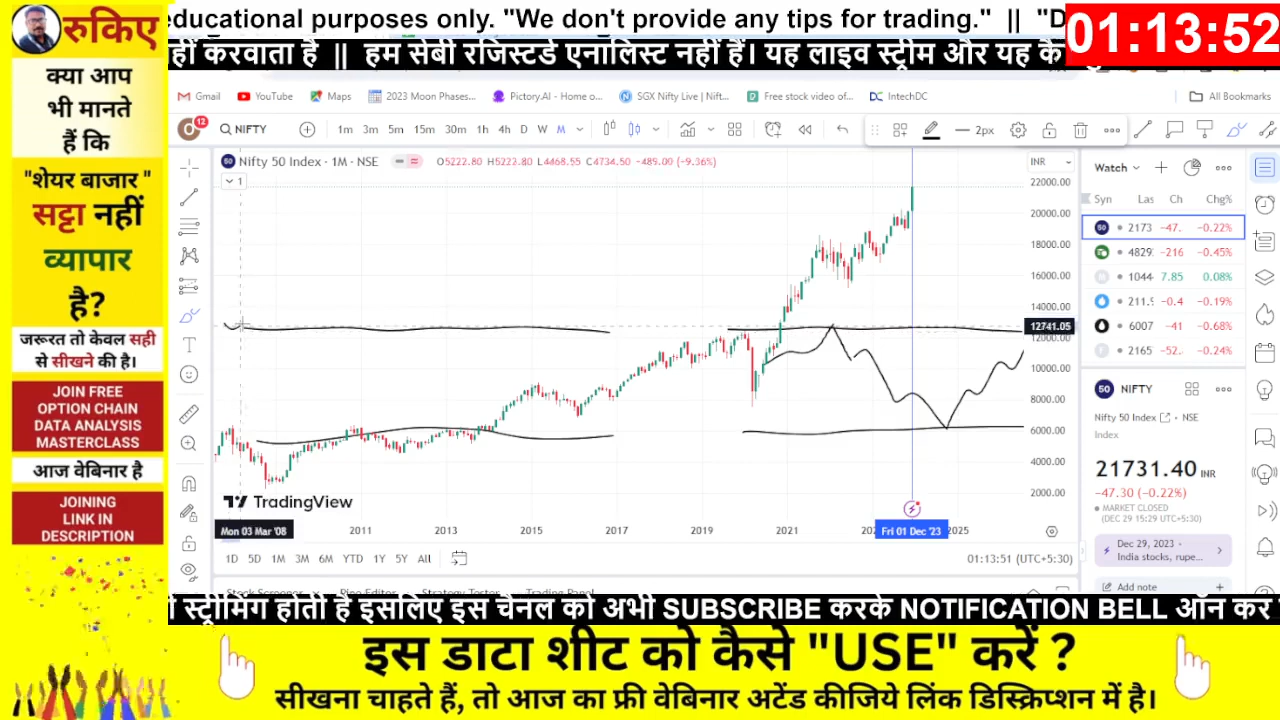 रुकिए
educational purposes only. "We don't provide any tips for trading." || "D
01:13:52
हीं करवाता है || हम सेबी रजिस्टर्ड एनालिस्ट नहीं हैं। यह लाइव स्ट्रीम और यह
क्या आप
भी मानते
हैं कि
"शेयर बाजार "
सट्टा नहीं
व्यापार
है?
जरूरत तो केवल सही
से सीखने की है।
JOIN FREE
OPTION CHAIN
DATA ANALYSIS
MASTERCLASS
आज वेबिनार है
JOINING
LINK IN
DESCRIPTION
Gmail YouTube Maps 2023 Moon Phases... Pictory.AI - Home o... SGX Nifty Live | Nift... Free stock video of... IntechDC All Bookmarks
12 NIFTY 1m 3m 5m 15m 30m 1h 4h D W M 2px
Nifty 50 Index · 1M · NSE O5222.80 H5223.80 L4468.55 C4734.50 -489.00 (-9.36%) INR
1
22000.00
20000.00
18000.00
16000.00
14000.00
12741.05
12000.00
10000.00
8000.00
6000.00
4000.00
2000.00
TradingView
Mon 03 Mar '08 2011 2013 2015 2017 2019 2021 Fri 01 Dec '23 2025
1D 5D 1M 3M 6M YTD 1Y 5Y All 01:13:51 (UTC+5:30)
Stock Screener Pine Editor Strategy Tester Trading Panel
Watch
Syn Las Ch Chg%
50 2173 -47. -0.22%
4829 -216 -0.45%
1044 7.85 0.08%
211.9 -0.4 -0.19%
6007 -41 -0.68%
2165 -52. -0.24%
50 NIFTY
Nifty 50 Index NSE
Index
21731.40 INR
-47.30 (-0.22%)
MARKET CLOSED
(DEC 29 15:29 UTC+5:30)
Dec 29, 2023 •
India stocks, rupe...
Add note
स्ट्रीमिंग होती है इसलिए इस चैनल को अभी SUBSCRIBE करके NOTIFICATION BELL ऑन कर
इस डाटा शीट को कैसे "USE" करें ?
सीखना चाहते हैं, तो आज का फ्री वेबिनार अटेंड कीजिये लिंक डिस्क्रिप्शन में है।